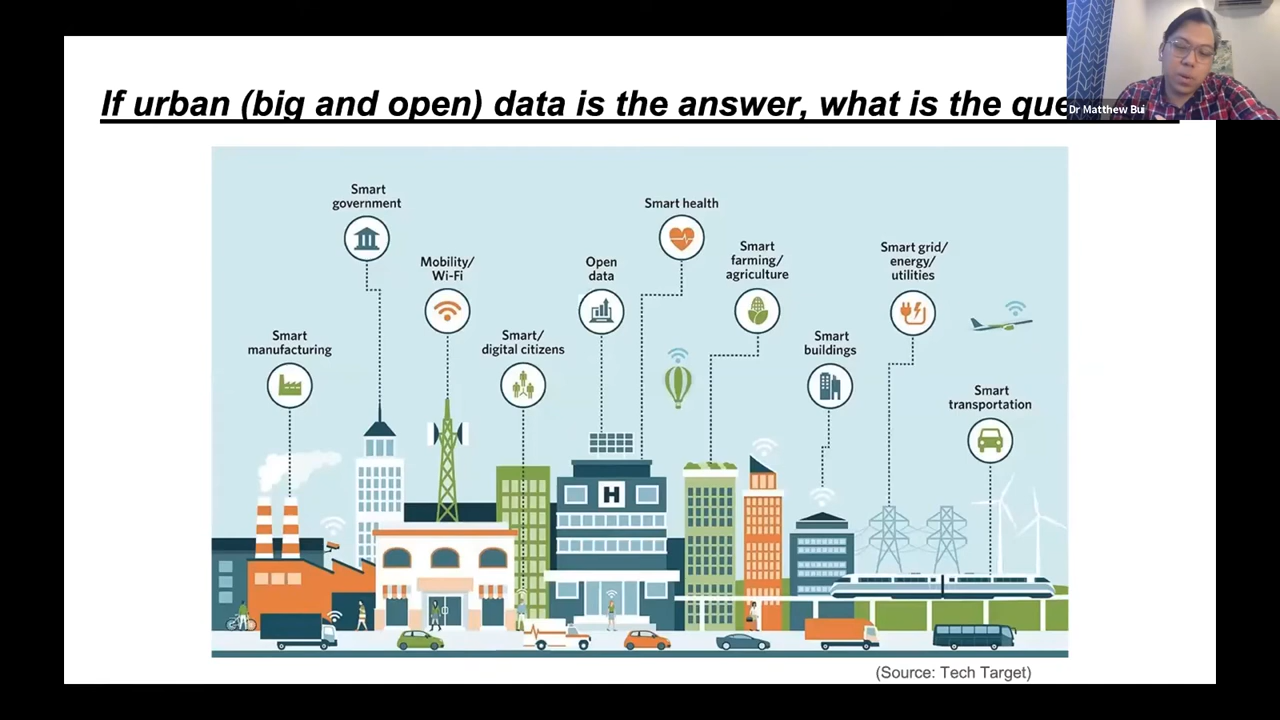 If urban (big and open) data is the answer, what is the
Dr Matthew Bui
Smart
government
Smart health
Mobility/
Wi-Fi
Open
data
Smart
farming/
agriculture
Smart grid/
energy/
utilities
Smart
manufacturing
Smart/
digital citizens
Smart
buildings
Smart
transportation
H
(Source: Tech Target)